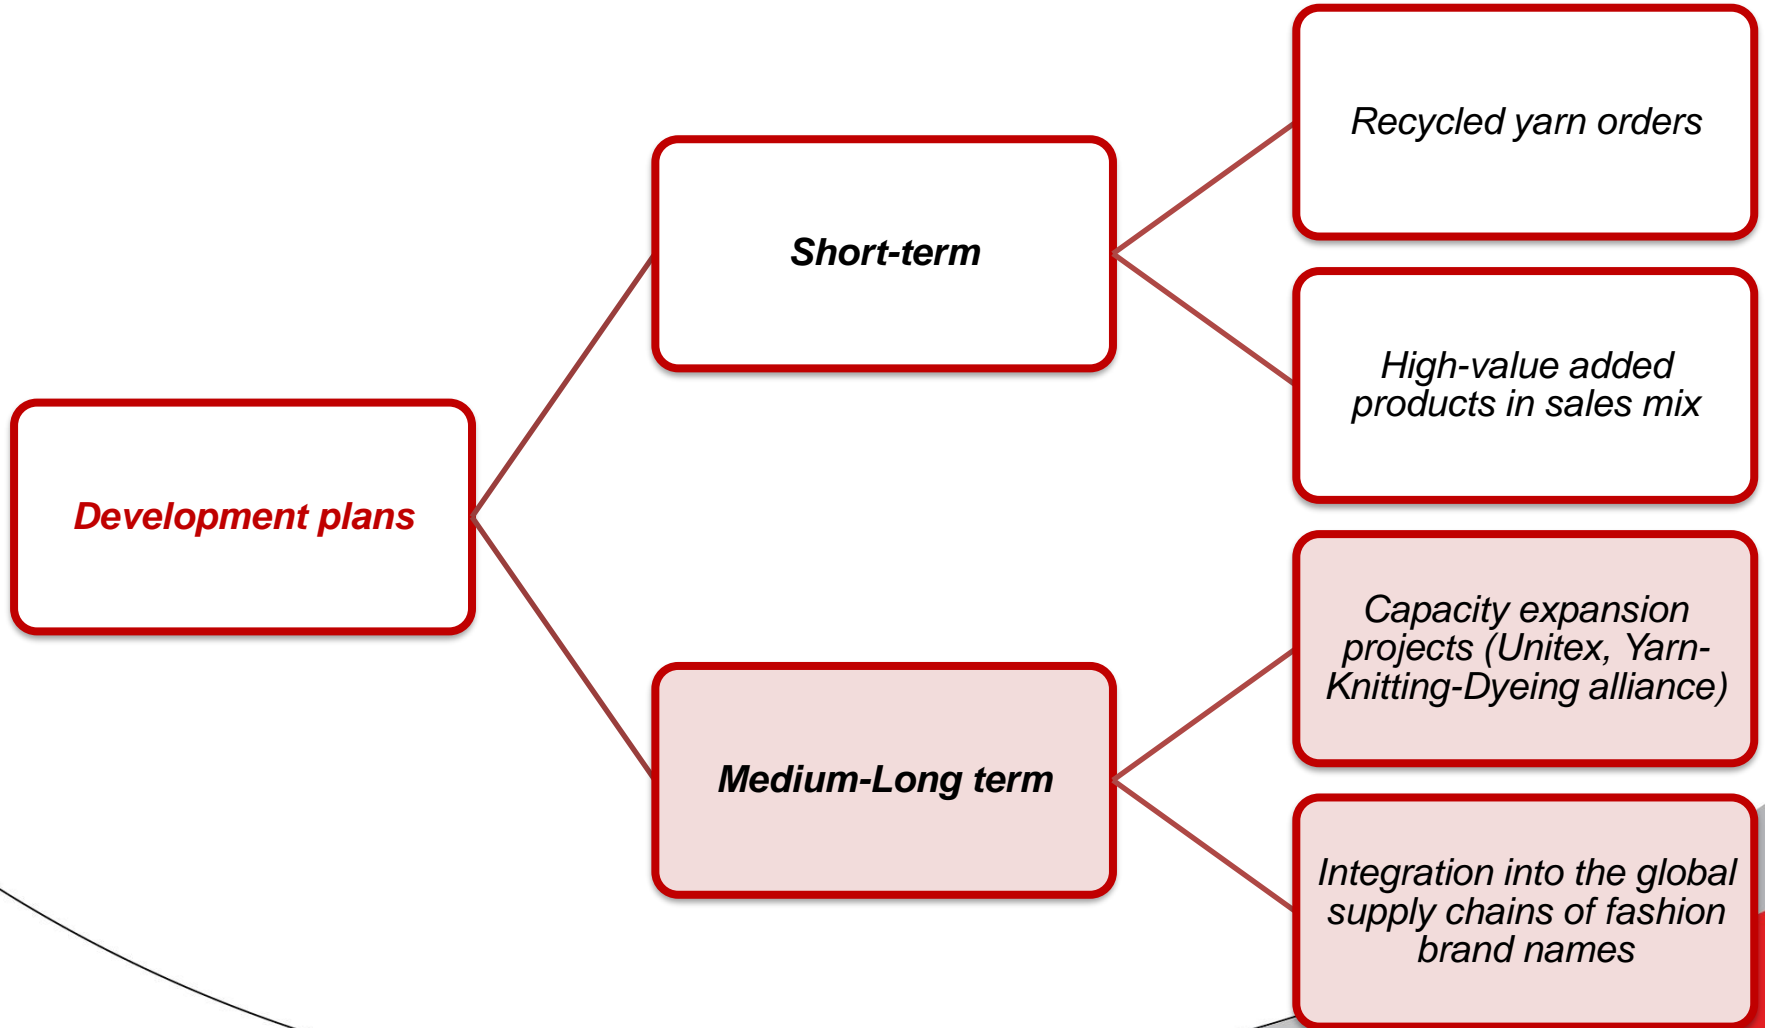 Development plans
Short-term
Recycled yarn orders
High-value added
products in sales mix
Medium-Long term
Capacity expansion
projects (Unitex, Yarn-
Knitting-Dyeing alliance)
Integration into the global
supply chains of fashion
brand names